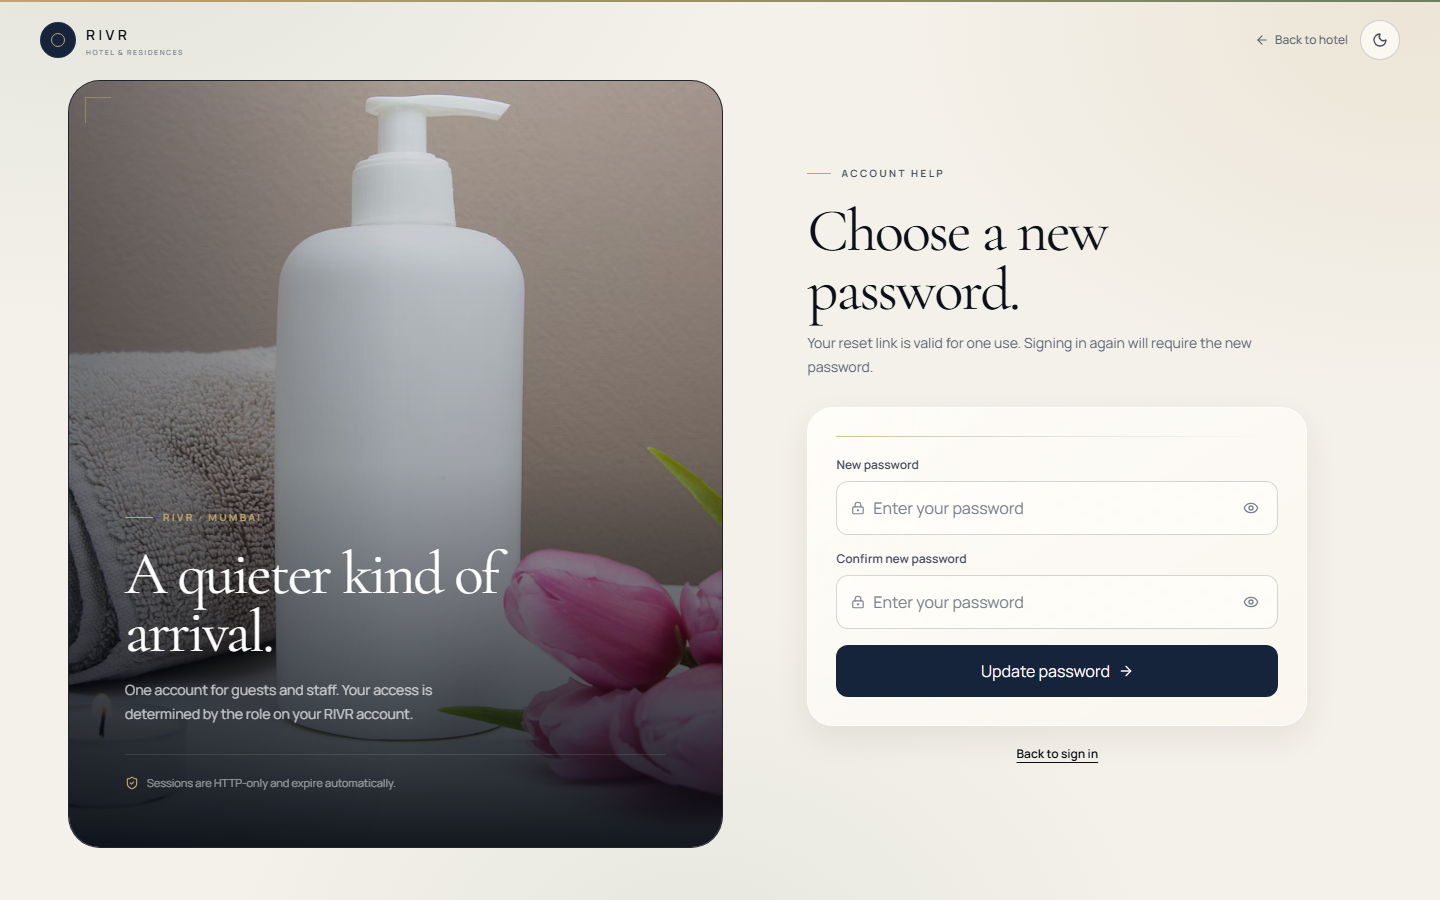 RIVR
HOTEL & RESIDENCES
Back to hotel
RIVR · MUMBAI
A quieter kind of
arrival.
One account for guests and staff. Your access is
determined by the role on your RIVR account.
Sessions are HTTP-only and expire automatically.
ACCOUNT HELP
Choose a new
password.
Your reset link is valid for one use. Signing in again will require the new
password.
New password
Enter your password
Confirm new password
Enter your password
Update password
Back to sign in